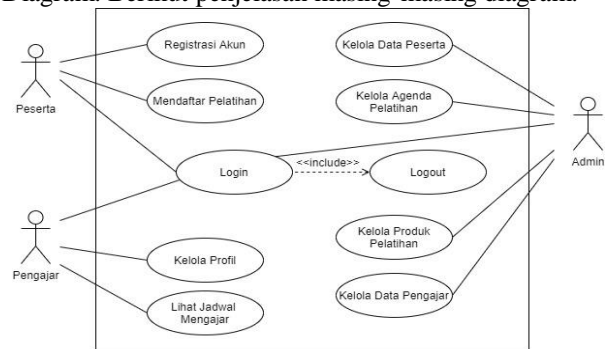 Diagram. Berikut penjelasan masing-masing diagram.
Registrasi Akun
Kelola Data Peserta
Peserta
Mendaftar Pelatihan
Kelola Agenda
Pelatihan
Admin
Login
<<include>>
Logout
Pengajar
Kelola Profil
Kelola Produk
Pelatihan
Lihat Jadwal
Mengajar
Kelola Data Pengajar